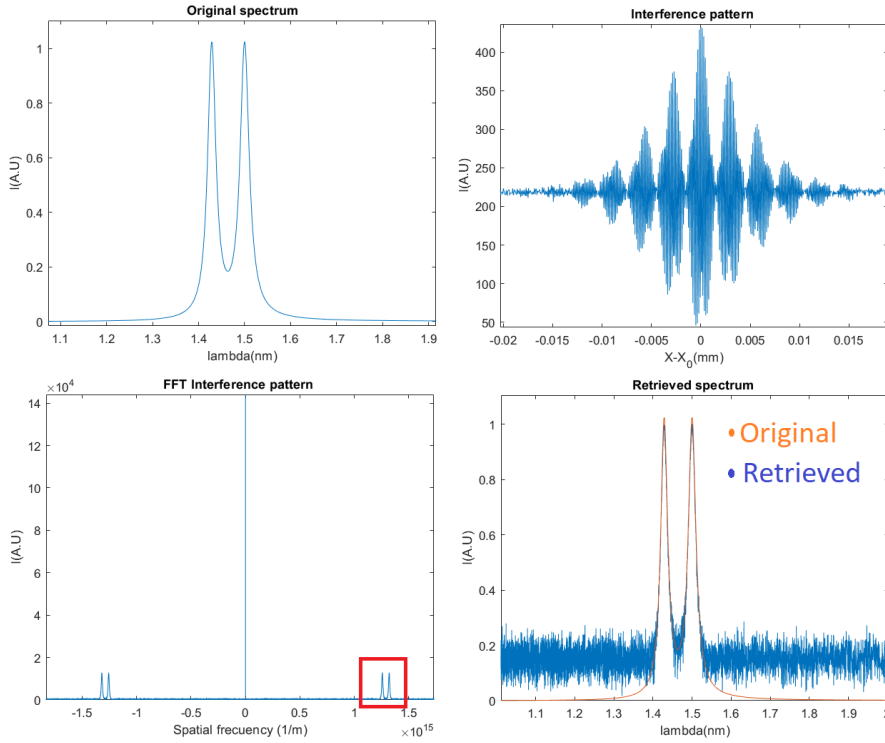 Original spectrum
I(A.U)
1
0.8
0.6
0.4
0.2
0
1.1 1.2 1.3 1.4 1.5 1.6 1.7 1.8 1.9
lambda(nm)
Interference pattern
I(A.U)
400
350
300
250
200
150
100
50
-0.02 -0.015 -0.01 -0.005 0 0.005 0.01 0.015
X-X0(mm)
FFT Interference pattern
×10^4
I(A.U)
14
12
10
8
6
4
2
0
-1.5 -1 -0.5 0 0.5 1 1.5
Spatial frecuency (1/m)
×10^15
Retrieved spectrum
I(A.U)
Original
Retrieved
1
0.8
0.6
0.4
0.2
0
1.1 1.2 1.3 1.4 1.5 1.6 1.7 1.8 1.9
lambda(nm)